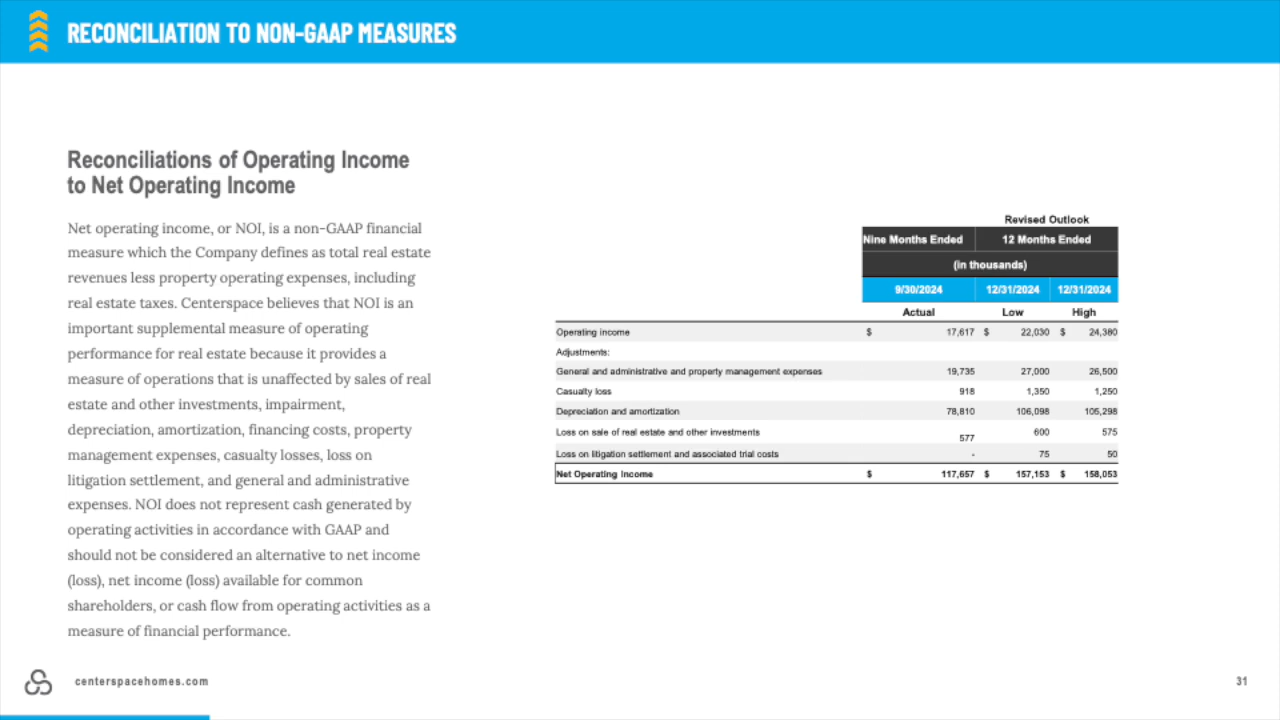 RECONCILIATION TO NON-GAAP MEASURES
Reconciliations of Operating Income
to Net Operating Income
Net operating income, or NOI, is a non-GAAP financial
measure which the Company defines as total real estate
revenues less property operating expenses, including
real estate taxes. Centerspace believes that NOI is an
important supplemental measure of operating
performance for real estate because it provides a
measure of operations that is unaffected by sales of real
estate and other investments, impairment,
depreciation, amortization, financing costs, property
management expenses, casualty losses, loss on
litigation settlement, and general and administrative
expenses. NOI does not represent cash generated by
operating activities in accordance with GAAP and
should not be considered an alternative to net income
(loss), net income (loss) available for common
shareholders, or cash flow from operating activities as a
measure of financial performance.
Revised Outlook
Nine Months Ended 12 Months Ended
(in thousands)
9/30/2024 12/31/2024 12/31/2024
Actual Low High
Operating income $ 17,617 $ 22,030 $ 24,380
Adjustments:
General and administrative and property management expenses 19,735 27,000 26,500
Casualty loss 918 1,350 1,250
Depreciation and amortization 78,810 106,098 105,298
Loss on sale of real estate and other investments 577 600 575
Loss on litigation settlement and associated trial costs - 75 50
Net Operating Income $ 117,657 $ 157,153 $ 158,053
centerspacehomes.com
31